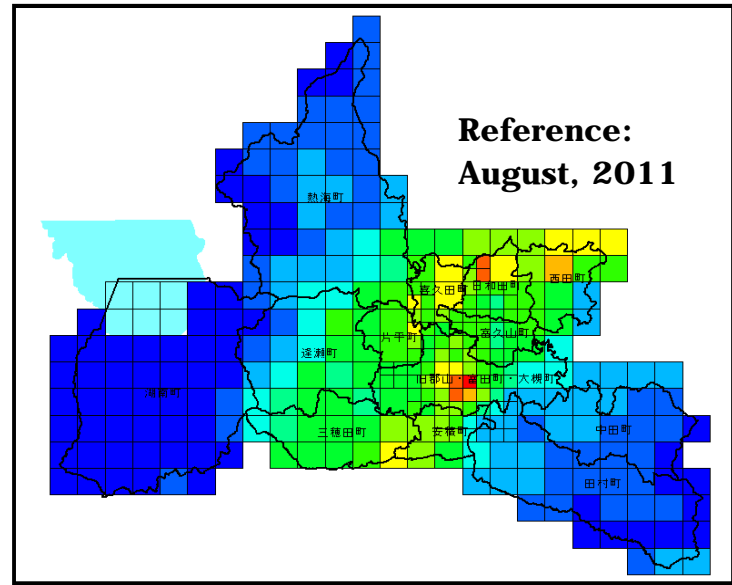 Reference:
August, 2011
熱海町
喜久田町
日和田町
西田町
片平町
富久山町
逢瀬町
湖南町
旧郡山・富田町・大槻町
三穂田町
安積町
中田町
田村町